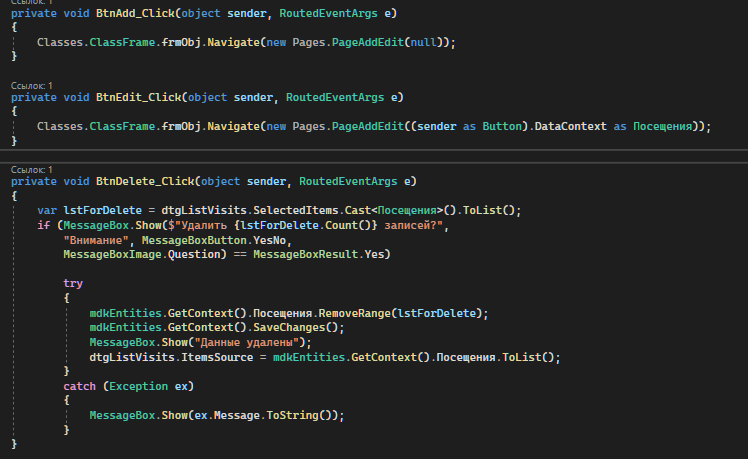 Ссылок: 1
private void BtnAdd_Click(object sender, RoutedEventArgs e)
{
Classes.ClassFrame.frmObj.Navigate(new Pages.PageAddEdit(null));
}
Ссылок: 1
private void BtnEdit_Click(object sender, RoutedEventArgs e)
{
Classes.ClassFrame.frmObj.Navigate(new Pages.PageAddEdit((sender as Button).DataContext as Посещения));
}
Ссылок: 1
private void BtnDelete_Click(object sender, RoutedEventArgs e)
{
var lstForDelete = dtgListVisits.SelectedItems.Cast<Посещения>().ToList();
if (MessageBox.Show($"Удалить {lstForDelete.Count()} записей?",
"Внимание", MessageBoxButton.YesNo,
MessageBoxImage.Question) == MessageBoxResult.Yes)
try
{
mdkEntities.GetContext().Посещения.RemoveRange(lstForDelete);
mdkEntities.GetContext().SaveChanges();
MessageBox.Show("Данные удалены");
dtgListVisits.ItemsSource = mdkEntities.GetContext().Посещения.ToList();
}
catch (Exception ex)
{
MessageBox.Show(ex.Message.ToString());
}
}